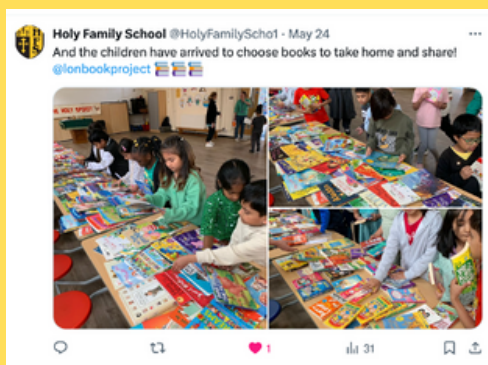 Holy Family School @HolyFamilyScho1 · May 24
And the children have arrived to choose books to take home and share!
@lonbookproject 📚📚📚
1
31